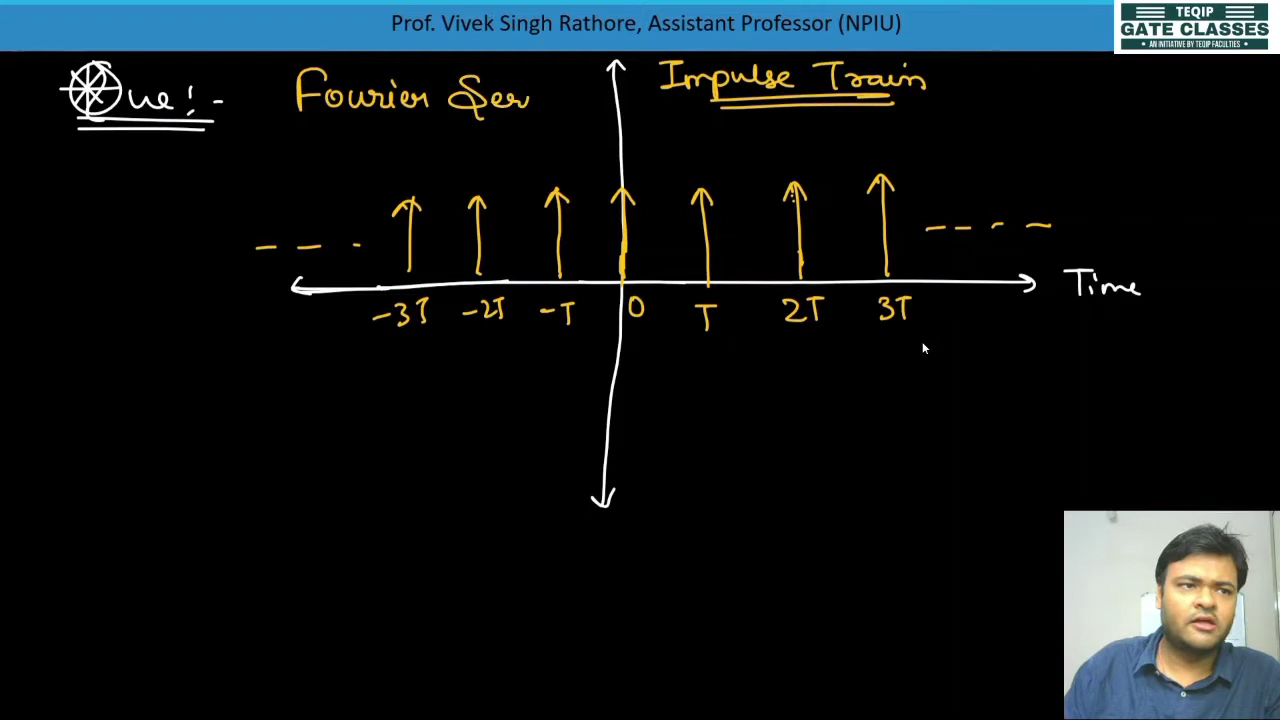 Prof. Vivek Singh Rathore, Assistant Professor (NPIU)
TEQIP
GATE CLASSES
• AN INITIATIVE BY TEQIP FACULTIES •
Que:- Fourier Ser Impulse Train
-3T -2T -T 0 T 2T 3T
Time